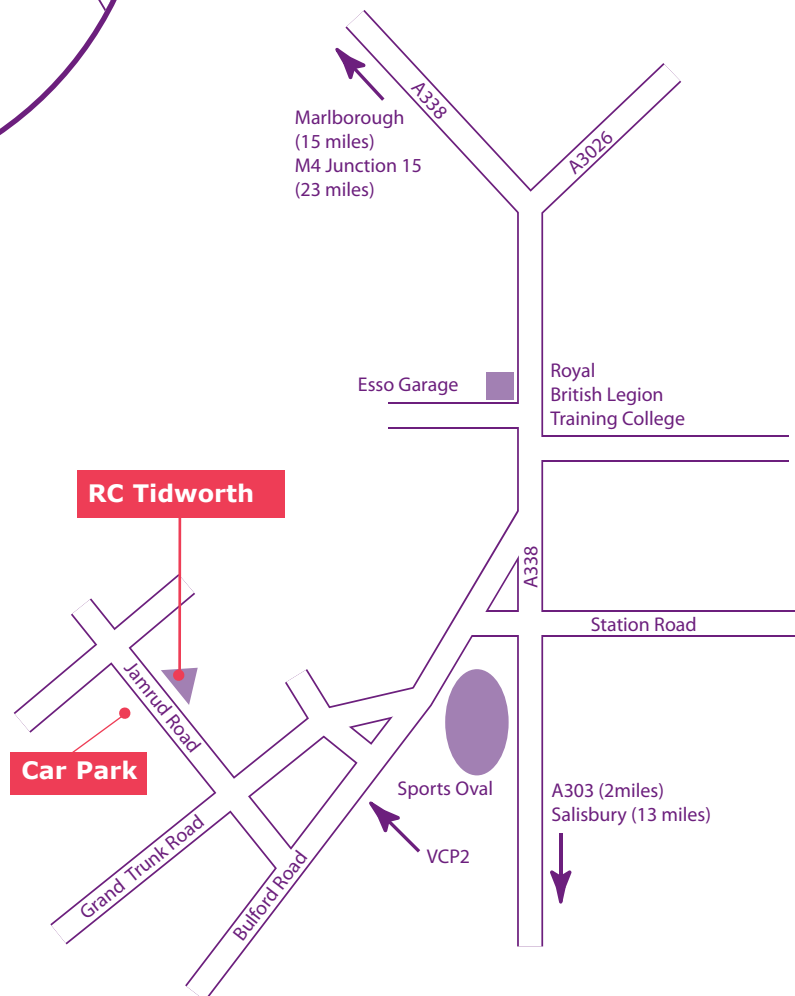 A338
A3026
Marlborough
(15 miles)
M4 Junction 15
(23 miles)
Esso Garage
Royal
British Legion
Training College
RC Tidworth
A338
Station Road
Jamrud Road
Car Park
Sports Oval
A303 (2miles)
Salisbury (13 miles)
VCP2
Grand Trunk Road
Bulford Road